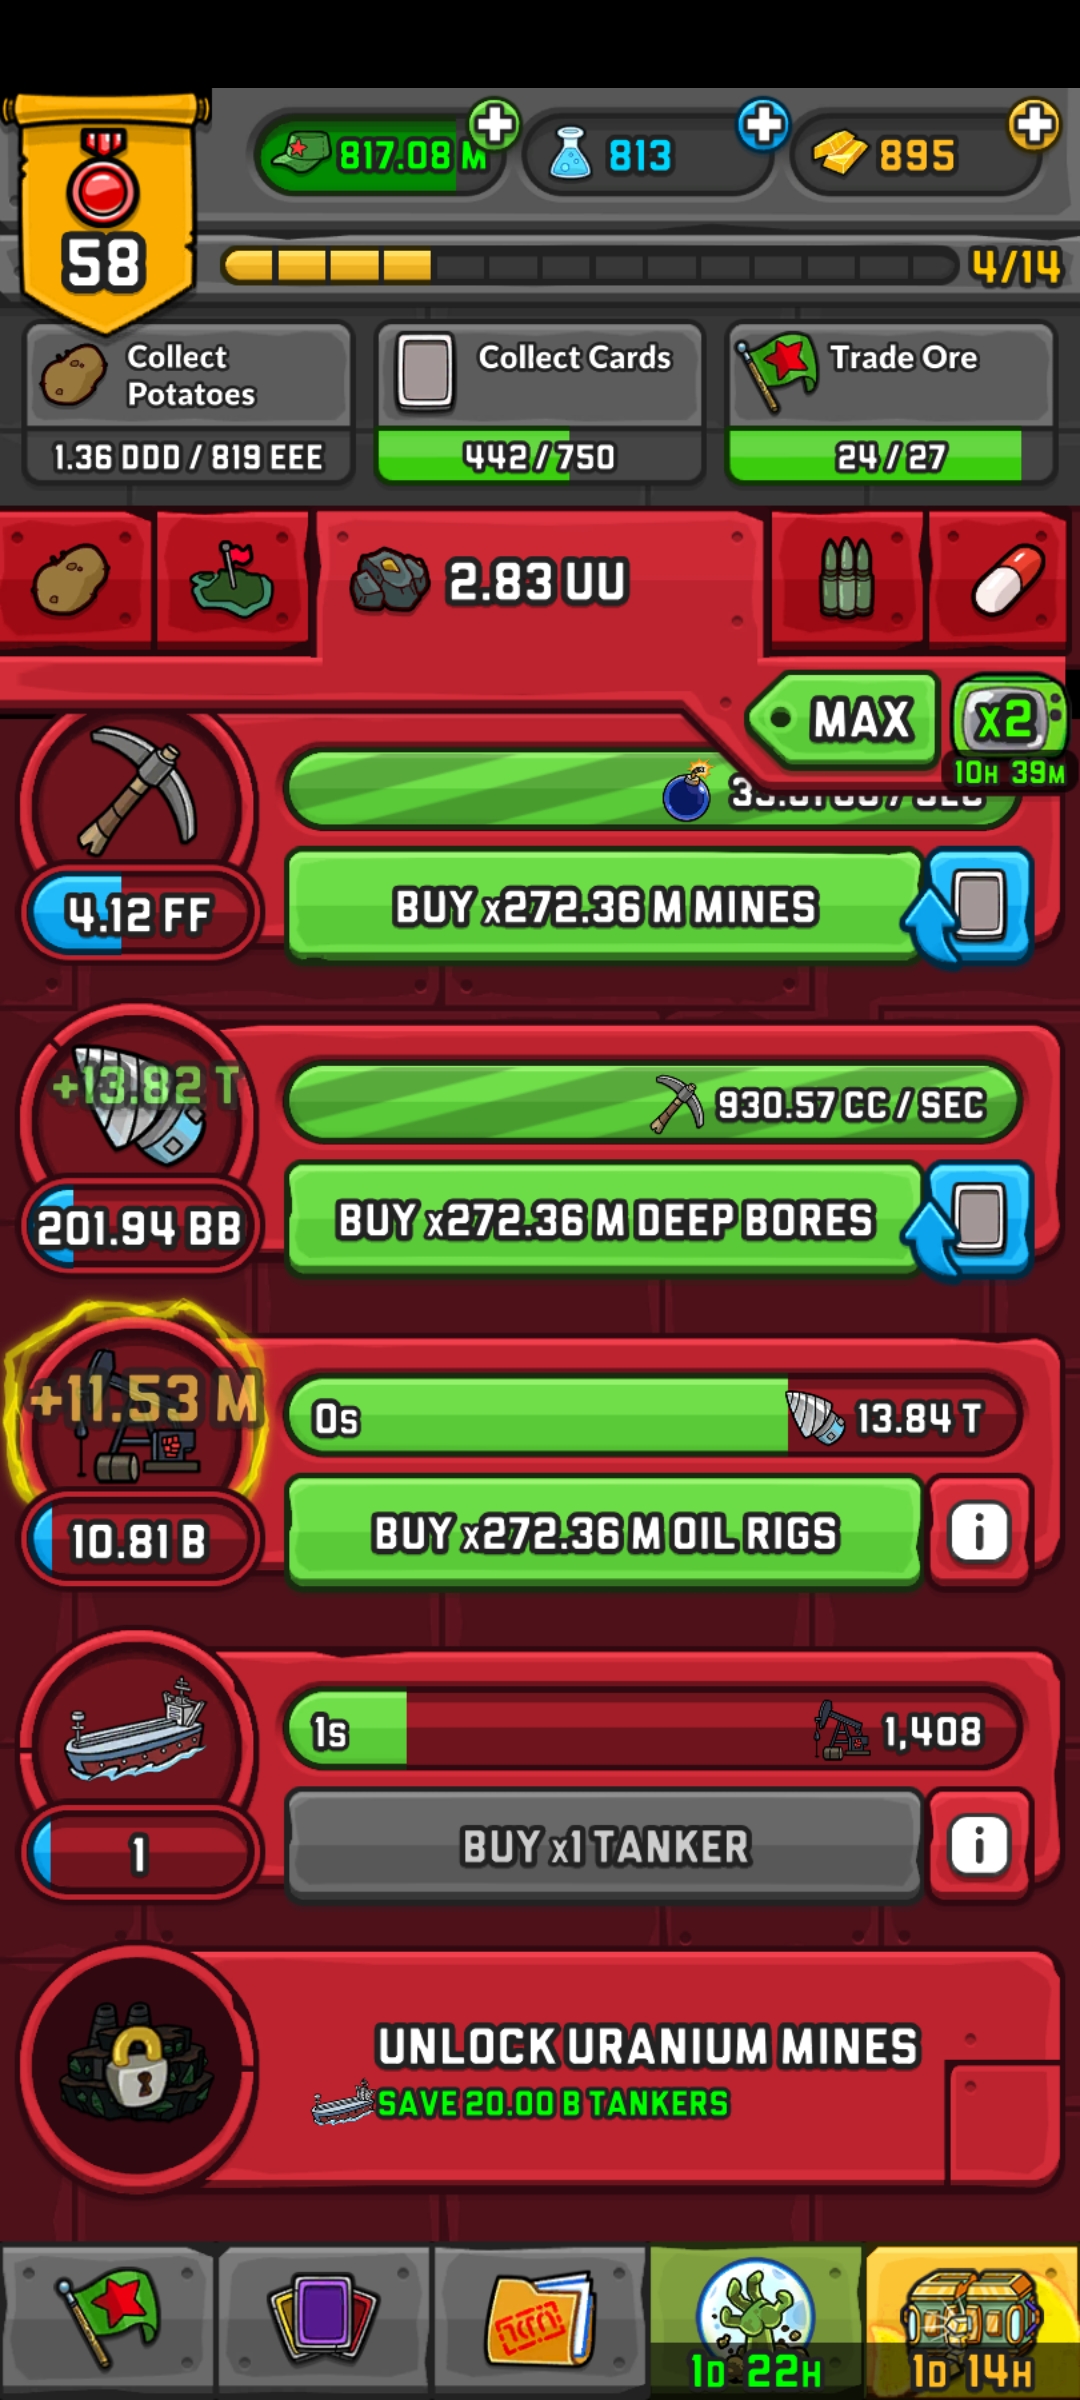 817.08 M
813
895
58
4/14
Collect
Potatoes
Collect Cards
Trade Ore
1.36 DDD / 819 EEE
442 / 750
24 / 27
2.83 UU
MAX
x2
10H 39M
/ SEC
4.12 FF
BUY x272.36 M MINES
+13.82 T
930.57 CC / SEC
201.94 BB
BUY x272.36 M DEEP BORES
+11.53 M
0s
13.84 T
10.81 B
BUY x272.36 M OIL RIGS
i
1s
1,408
1
BUY x1 TANKER
i
UNLOCK URANIUM MINES
SAVE 20.00 B TANKERS
1D 22H
1D 14H